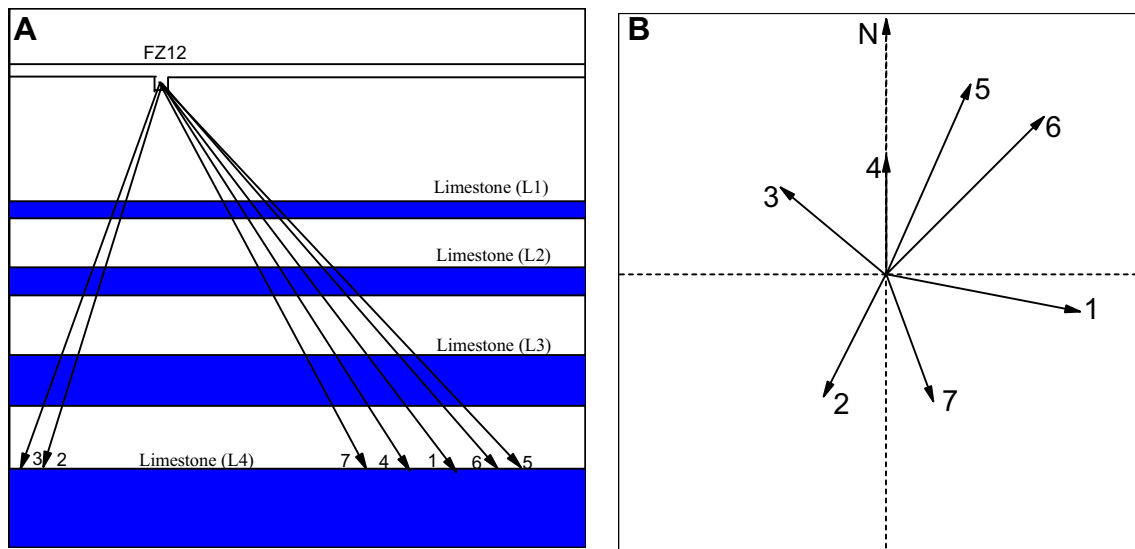 A
FZ12
Limestone (L1)
Limestone (L2)
Limestone (L3)
3 2 Limestone (L4) 7 4 1 6 5
B
N
5
6
4
3
1
2
7